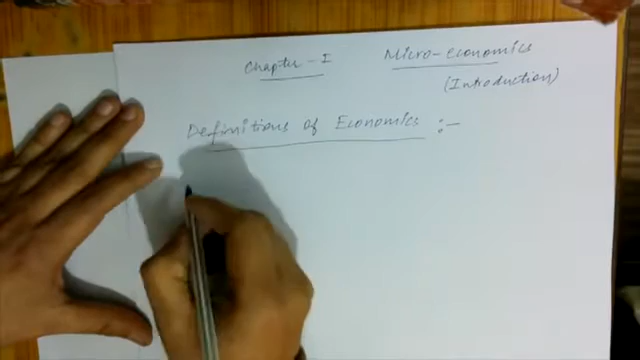 Chapter - I Micro-economics
(Introduction)
Definitions of Economics :-